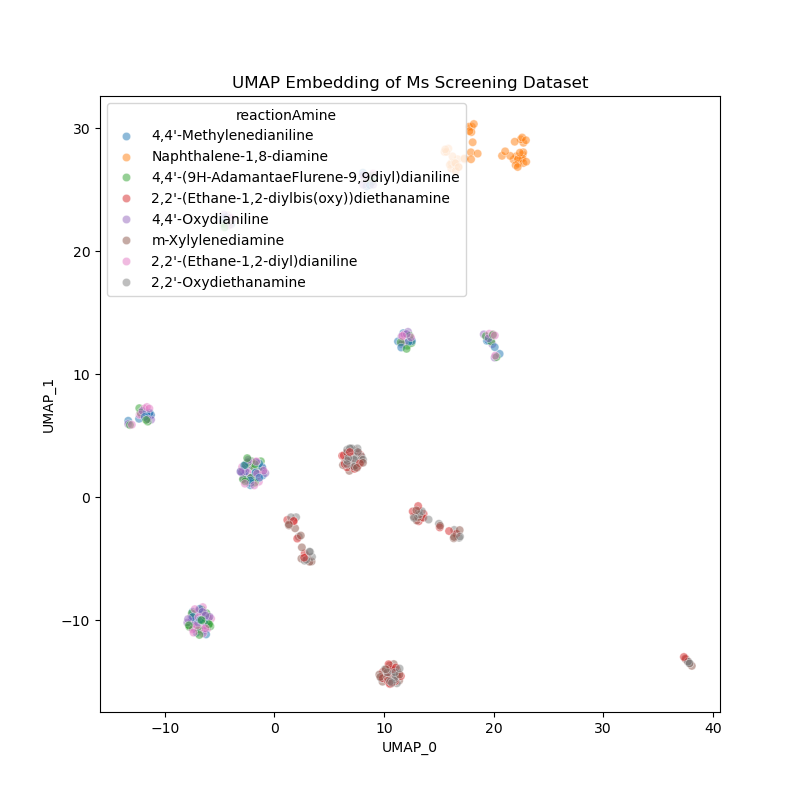 UMAP Embedding of Ms Screening Dataset
reactionAmine
4,4'-Methylenedianiline
Naphthalene-1,8-diamine
4,4'-(9H-AdamantaeFlurene-9,9diyl)dianiline
2,2'-(Ethane-1,2-diylbis(oxy))diethanamine
4,4'-Oxydianiline
m-Xylylenediamine
2,2'-(Ethane-1,2-diyl)dianiline
2,2'-Oxydiethanamine
30
20
10
0
−10
UMAP_1
−10 0 10 20 30 40
UMAP_0